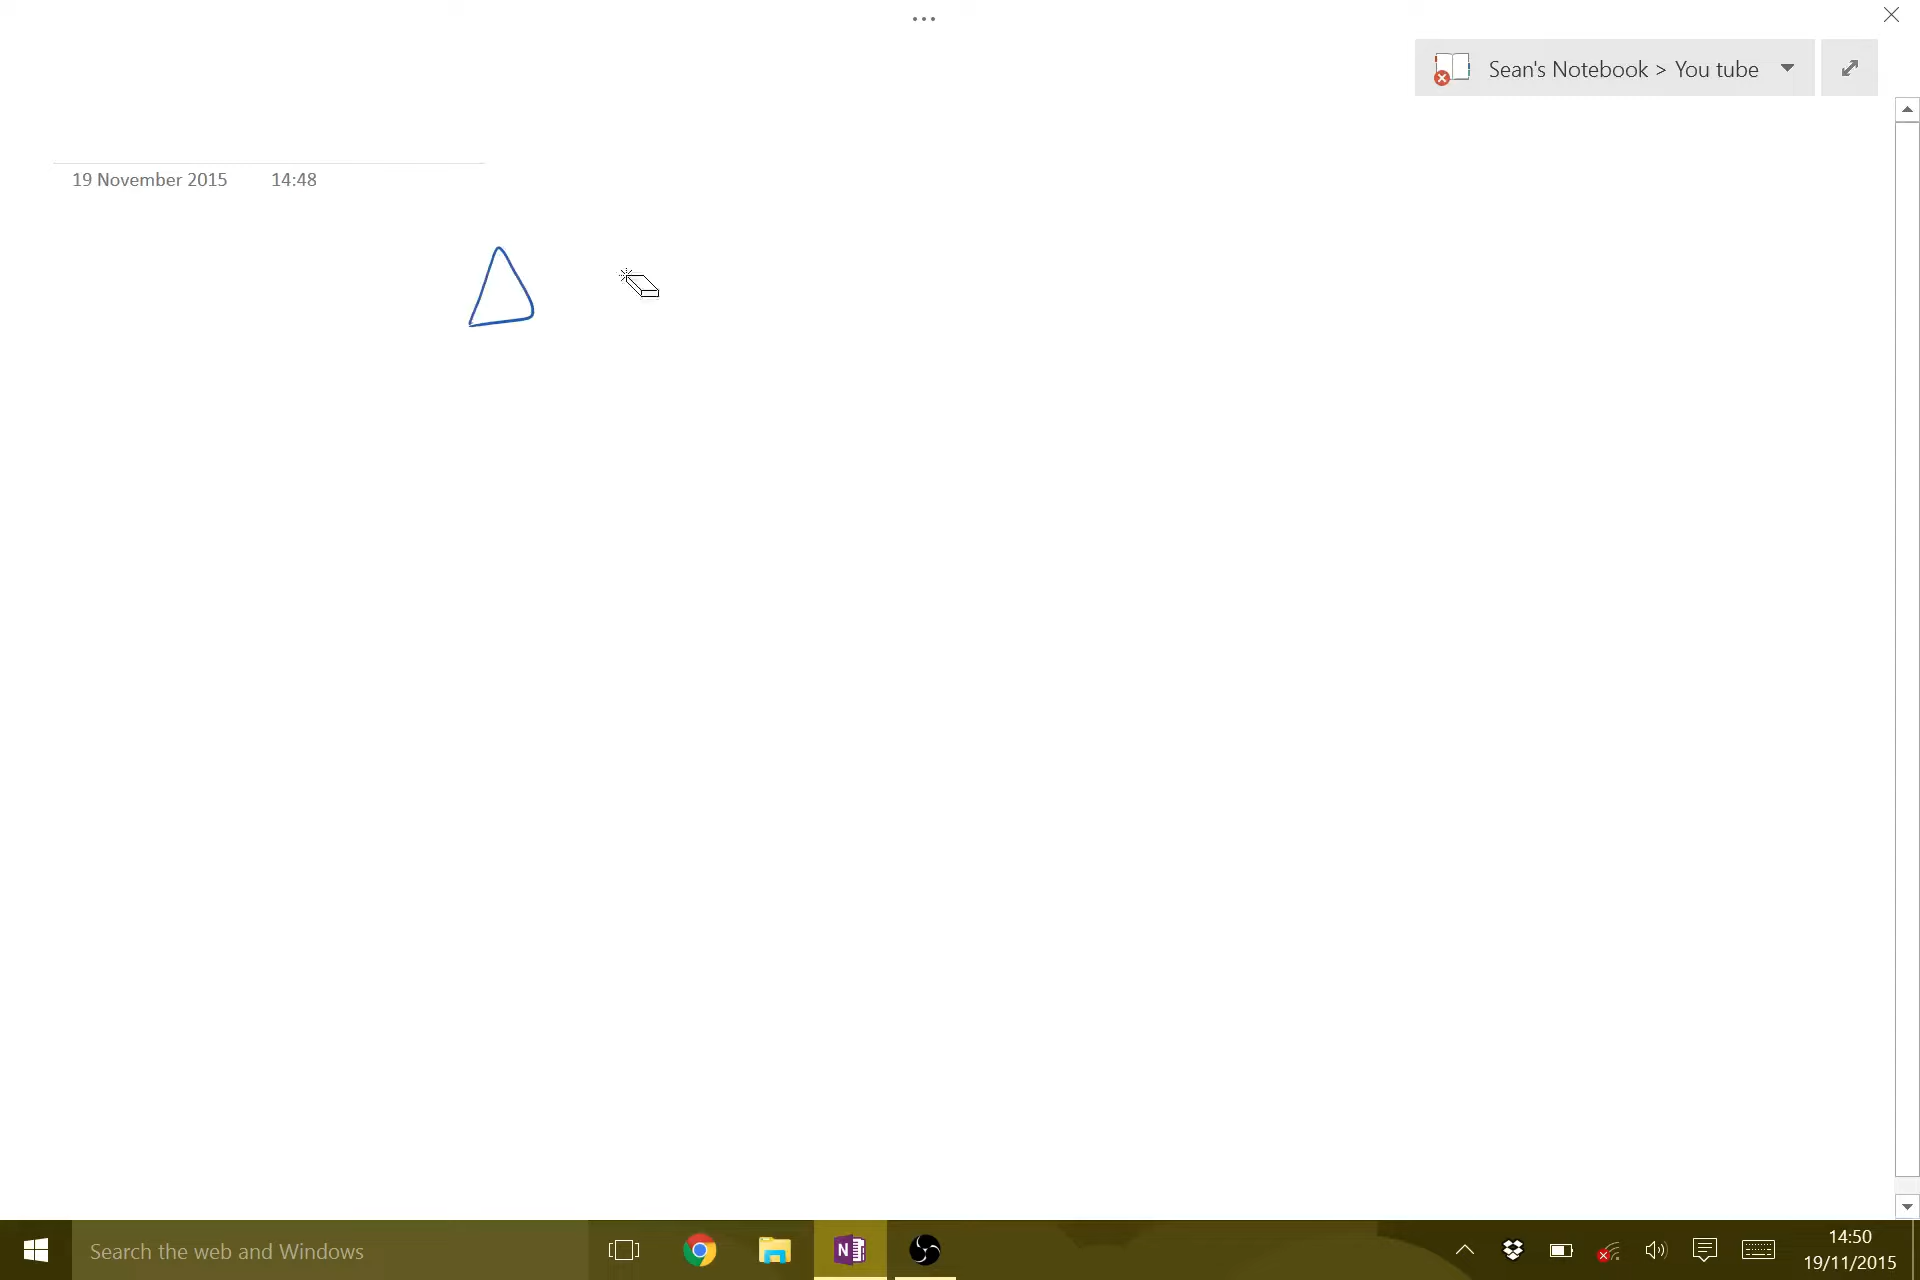 Sean's Notebook > You tube
19 November 2015 14:48
Search the web and Windows
N
14:50
19/11/2015